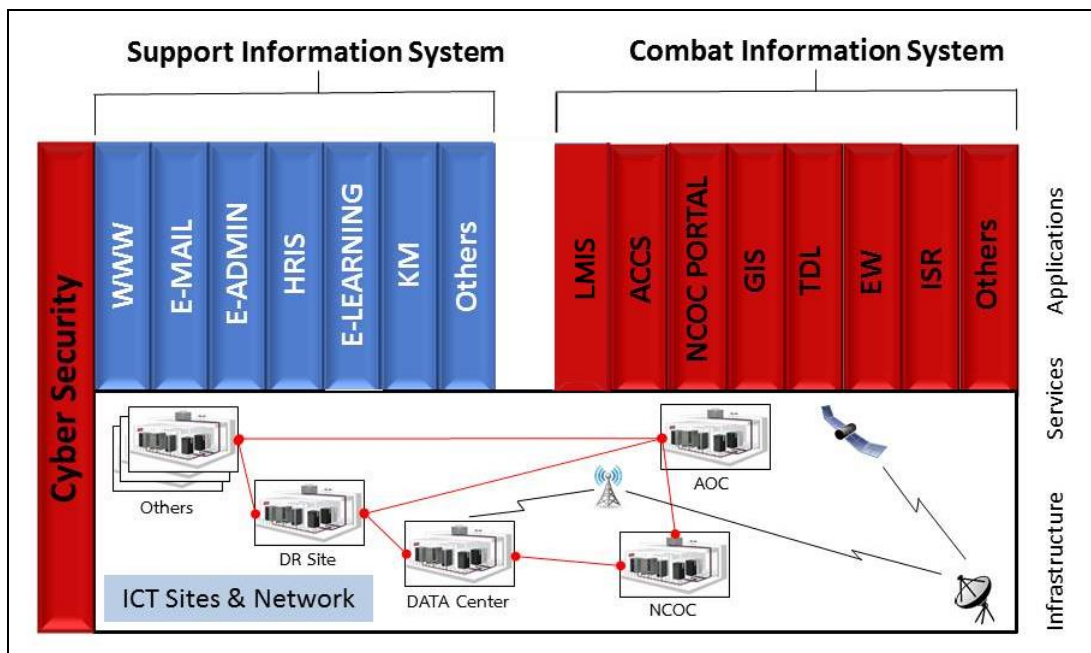 Support Information System
Combat Information System
Cyber Security
WWW
E-MAIL
E-ADMIN
HRIS
E-LEARNING
KM
Others
LMIS
ACCS
NCOC PORTAL
GIS
TDL
EW
ISR
Others
Applications
Services
Infrastructure
Others
DR Site
DATA Center
AOC
NCOC
ICT Sites & Network